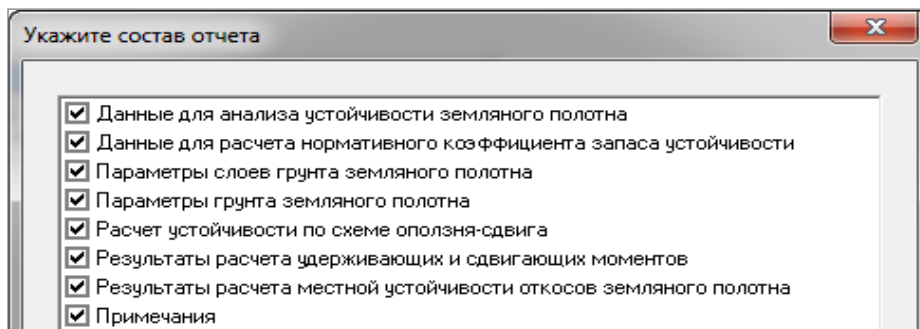 Укажите состав отчета
Данные для анализа устойчивости земляного полотна
Данные для расчета нормативного коэффициента запаса устойчивости
Параметры слоев грунта земляного полотна
Параметры грунта земляного полотна
Расчет устойчивости по схеме оползня-сдвига
Результаты расчета удерживающих и сдвигающих моментов
Результаты расчета местной устойчивости откосов земляного полотна
Примечания